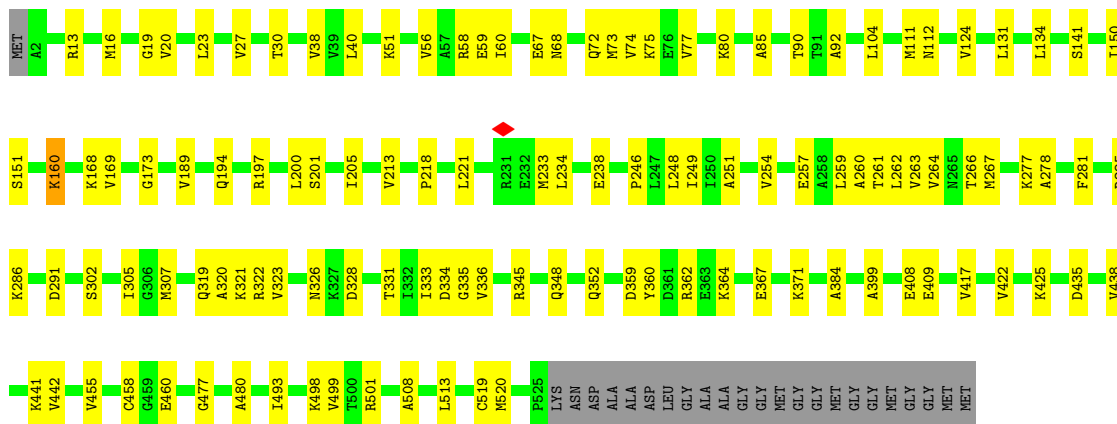 MET A2 R13 M16 G19 V20 L23 V27 T30 V38 V39 L40 K51 V56 A57 R58 E59 I60 E67 N68 Q72 M73 V74 K75 E76 V77 K80 A85 T90 T91 A92 L104 M111 N112 V124 L131 L134 S141 I150
S151 K160 K168 V169 G173 V189 Q194 R197 L200 S201 I205 V213 P218 L221 R231 E232 M233 L234 E238 P246 L247 L248 I249 I250 A251 V254 E257 A258 L259 A260 T261 L262 V263 V264 N265 T266 M267 K277 A278 F281
K286 D291 S302 I305 G306 M307 Q319 A320 K321 R322 V323 N326 K327 D328 T331 I332 I333 D334 G335 V336 R345 Q348 Q352 D359 Y360 D361 R362 E363 K364 E367 K371 A384 A399 E408 E409 V417 V422 K425 D435 V438
K441 V442 V455 C458 G459 E460 G477 A480 I493 K498 V499 T500 R501 A508 L513 C519 M520 P525 LYS ASN ASP ALA ALA ASP LEU GLY ALA ALA GLY GLY GLY MET GLY GLY MET GLY GLY MET MET